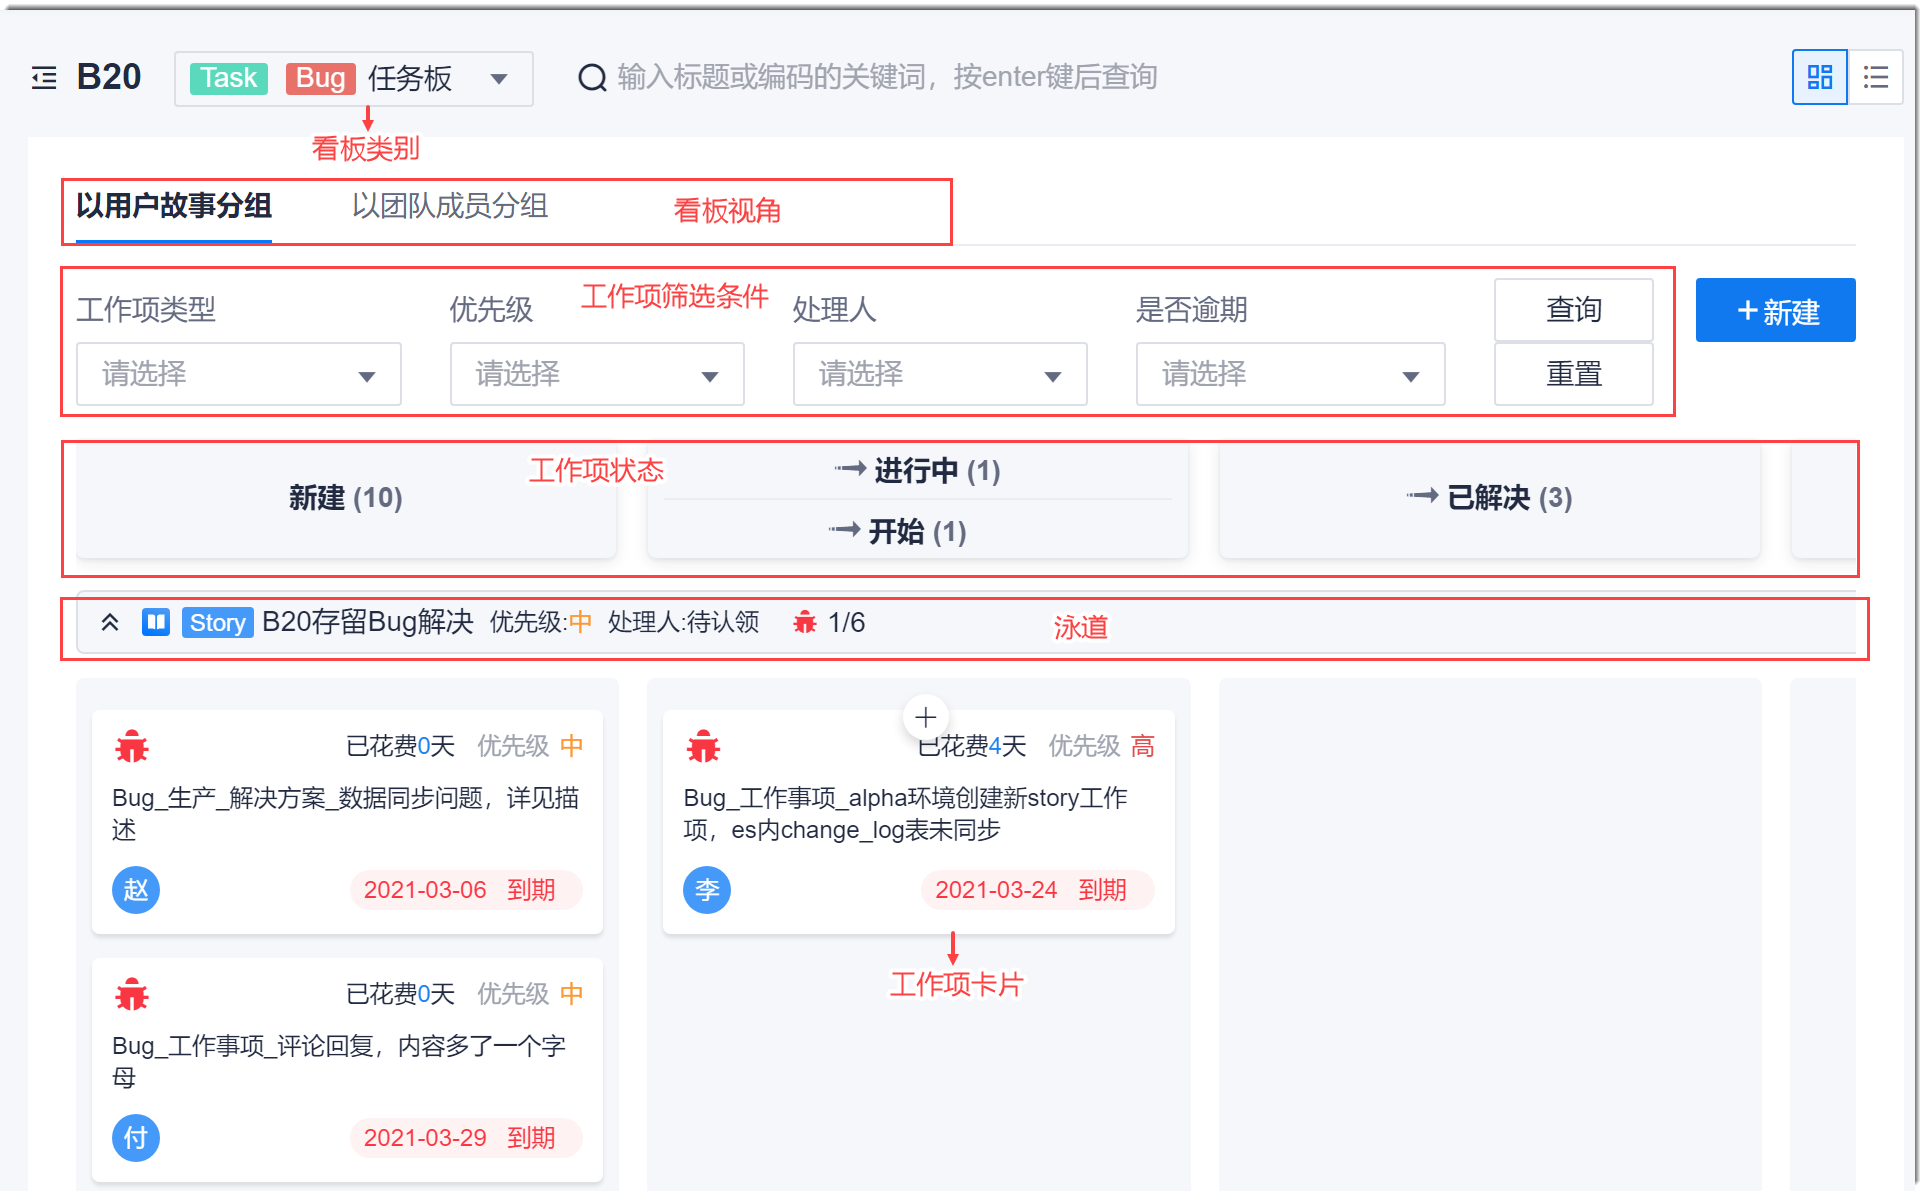 B20 Task Bug 任务板 输入标题或编码的关键词，按enter键后查询
看板类别
以用户故事分组 以团队成员分组 看板视角
工作项类型 优先级 工作项筛选条件 处理人 是否逾期 查询 +新建
请选择 请选择 请选择 请选择 重置
工作项状态
新建 (10) 进行中 (1) 已解决 (3)
开始 (1)
Story B20存留Bug解决 优先级:中 处理人:待认领 1/6 泳道
已花费0天 优先级 中
Bug_生产_解决方案_数据同步问题，详见描
述
赵 2021-03-06 到期
已花费4天 优先级 高
Bug_工作事项_alpha环境创建新story工作
项，es内change_log表未同步
李 2021-03-24 到期
工作项卡片
已花费0天 优先级 中
Bug_工作事项_评论回复，内容多了一个字
母
付 2021-03-29 到期